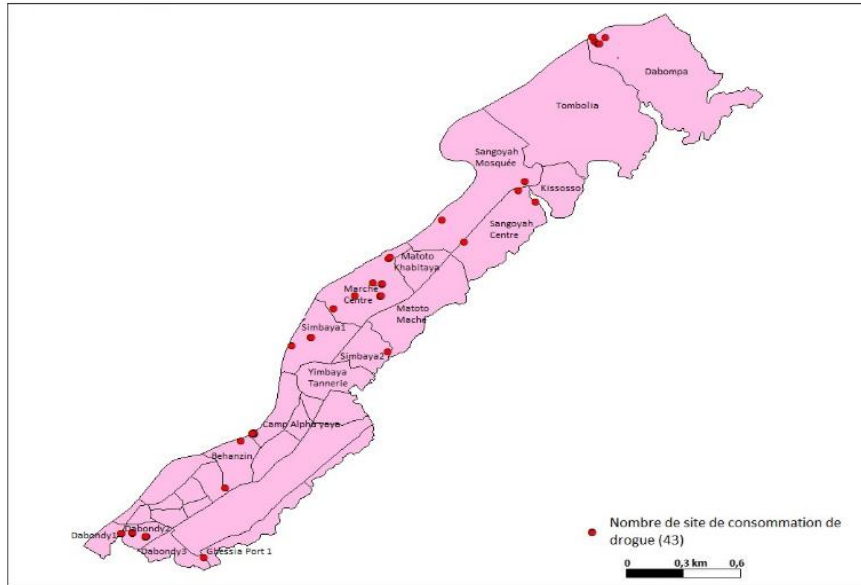 Dabompa
Tombolia
Sangoyah
Mosquée
Kissosso
Sangoyah
Centre
Matoto
Khabitaya
Marche
Centre
Matoto
Mache
Simbaya1
Simbaya2
Yimbaya
Tannerie
Camp Alpha yaya
Behanzin
Dabondy1
Dabondy2
Dabondy3
Gbessia Port 1
Nombre de site de consommation de
drogue (43)
0 0,3 km 0,6